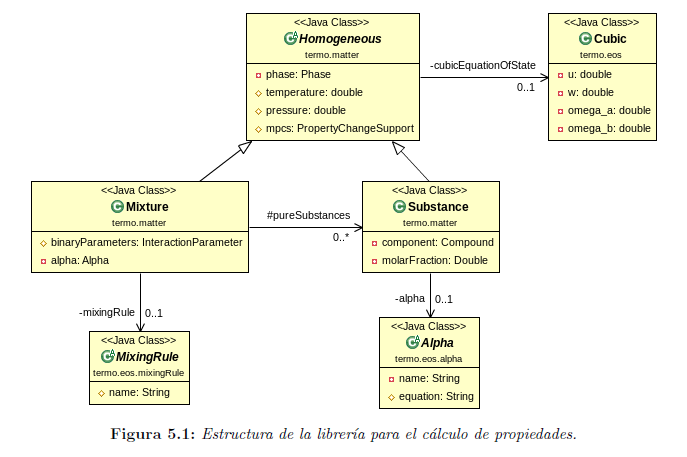 <<Java Class>>
Homogeneous
termo.matter
phase: Phase
temperature: double
pressure: double
mpcs: PropertyChangeSupport
-cubicEquationOfState
0..1
<<Java Class>>
Cubic
termo.eos
u: double
w: double
omega_a: double
omega_b: double
<<Java Class>>
Mixture
termo.matter
binaryParameters: InteractionParameter
alpha: Alpha
#pureSubstances
0..*
<<Java Class>>
Substance
termo.matter
component: Compound
molarFraction: Double
-mixingRule
0..1
-alpha
0..1
<<Java Class>>
MixingRule
termo.eos.mixingRule
name: String
<<Java Class>>
Alpha
termo.eos.alpha
name: String
equation: String
Figura 5.1: Estructura de la librería para el cálculo de propiedades.